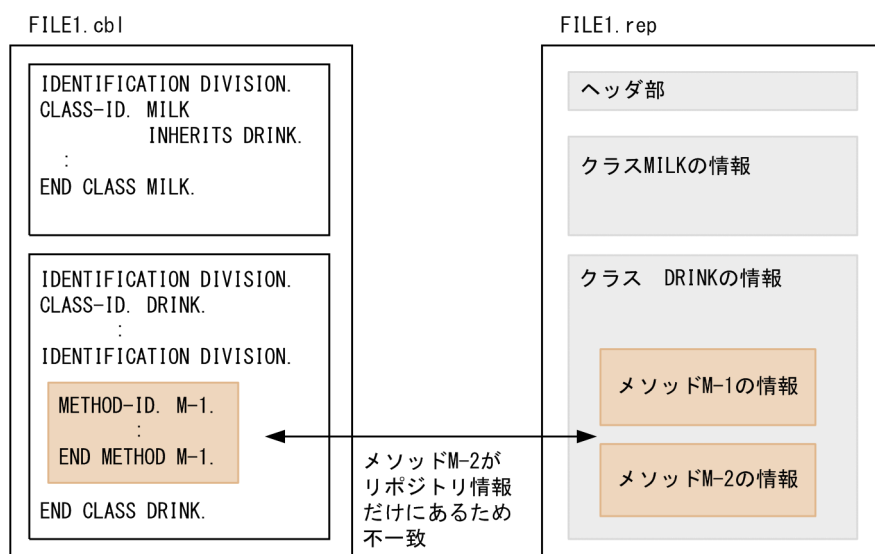 FILE1.cbl
IDENTIFICATION DIVISION.
CLASS-ID. MILK
INHERITS DRINK.
:
END CLASS MILK.
IDENTIFICATION DIVISION.
CLASS-ID. DRINK.
:
IDENTIFICATION DIVISION.
METHOD-ID. M-1.
:
END METHOD M-1.
END CLASS DRINK.
メソッドM-2が
リポジトリ情報
だけにあるため
不一致
FILE1.rep
ヘッダ部
クラスMILKの情報
クラス　DRINKの情報
メソッドM-1の情報
メソッドM-2の情報